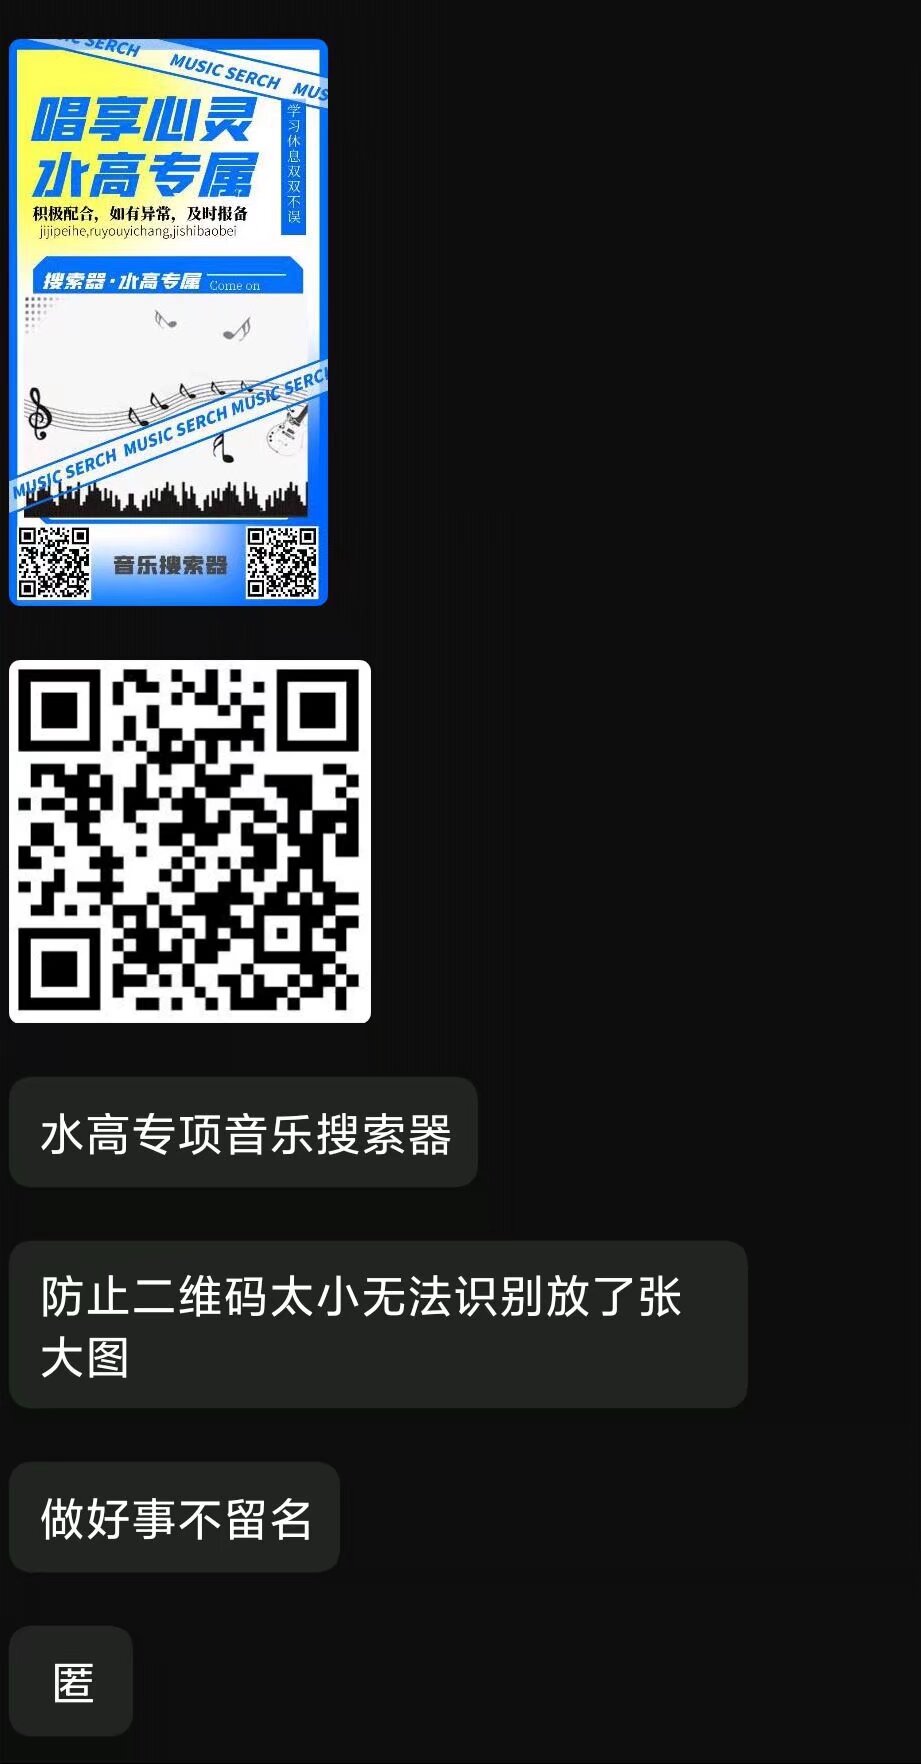 MUSIC SERCH
MUSIC SERCH
MUS
唱享心灵
水高专属
学习休息双双不误
积极配合，如有异常，及时报备
jijipeihe,ruyouyichang,jishibaobei
搜索器·水高专属 Come on
MUSIC SERCH MUSIC SERCH MUSIC SERCH
音乐搜索器
水高专项音乐搜索器
防止二维码太小无法识别放了张
大图
做好事不留名
匿